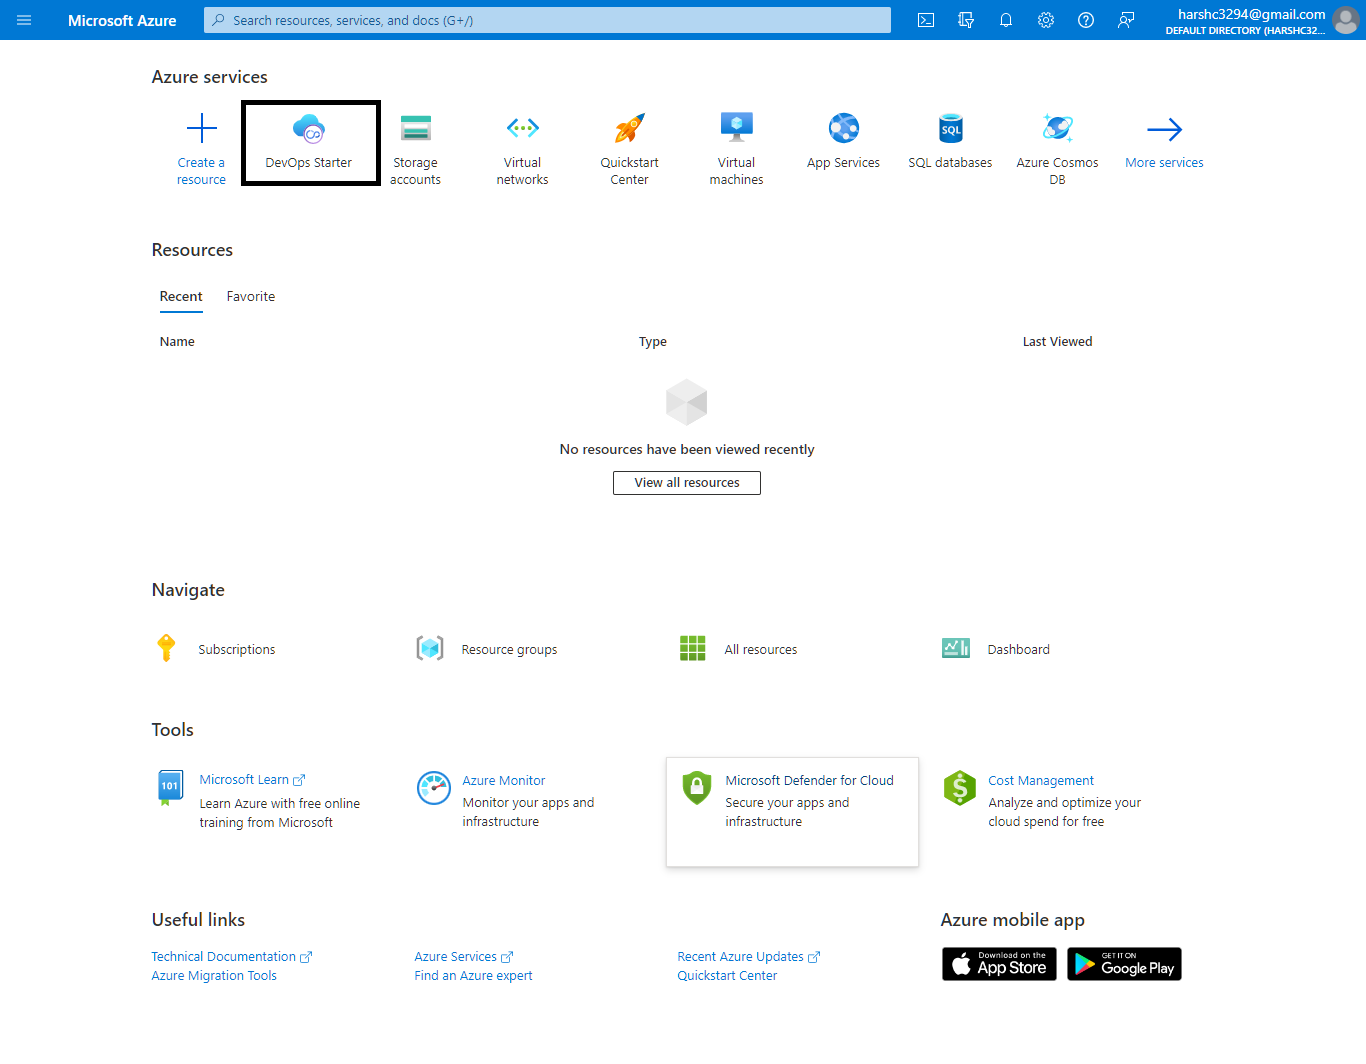 Microsoft Azure
Search resources, services, and docs (G+/)
harshc3294@gmail.com
DEFAULT DIRECTORY (HARSHC32...
Azure services
Create a
resource
DevOps Starter
Storage
accounts
Virtual
networks
Quickstart
Center
Virtual
machines
App Services
SQL
SQL databases
Azure Cosmos
DB
More services
Resources
Recent
Favorite
Name
Type
Last Viewed
No resources have been viewed recently
View all resources
Navigate
Subscriptions
Resource groups
All resources
Dashboard
Tools
101
Microsoft Learn
Learn Azure with free online
training from Microsoft
Azure Monitor
Monitor your apps and
infrastructure
Microsoft Defender for Cloud
Secure your apps and
infrastructure
$
Cost Management
Analyze and optimize your
cloud spend for free
Useful links
Technical Documentation
Azure Migration Tools
Azure Services
Find an Azure expert
Recent Azure Updates
Quickstart Center
Azure mobile app
Download on the
App Store
GET IT ON
Google Play